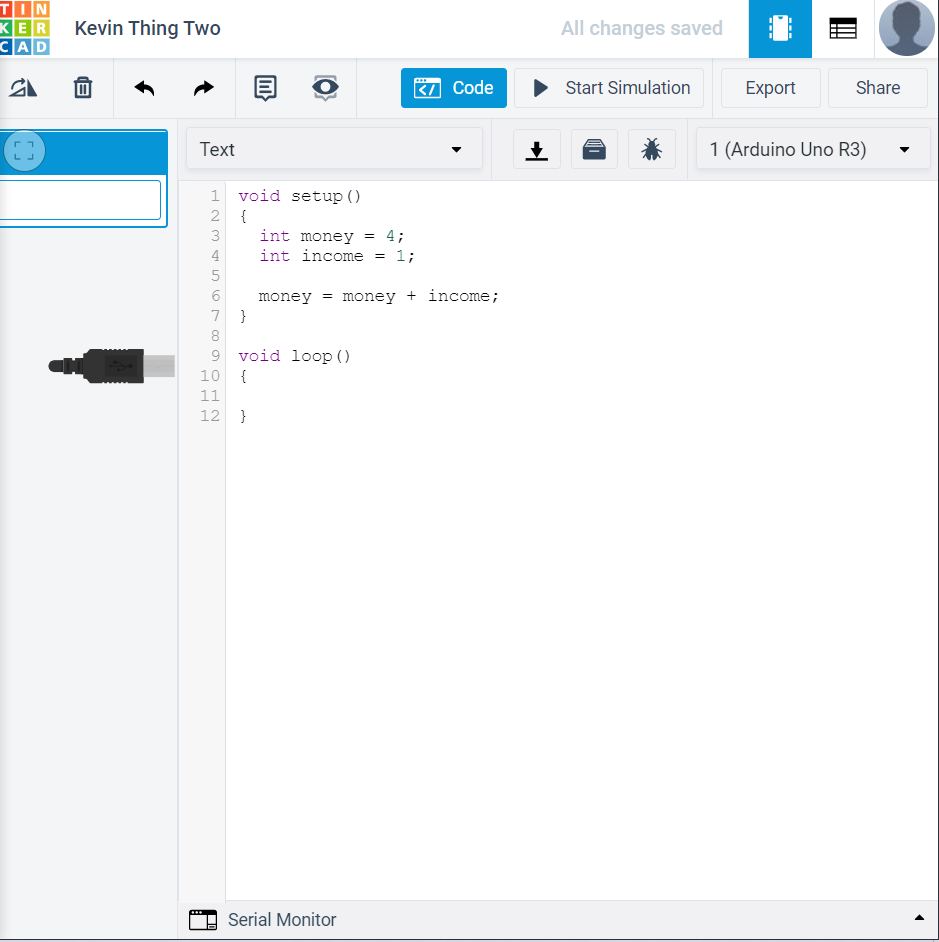 TIN
KER
CAD
Kevin Thing Two
All changes saved
Code
Start Simulation
Export
Share
Text
1 (Arduino Uno R3)
1 void setup()
2 {
3   int money = 4;
4   int income = 1;
5
6   money = money + income;
7 }
8
9 void loop()
10 {
11
12 }
Serial Monitor